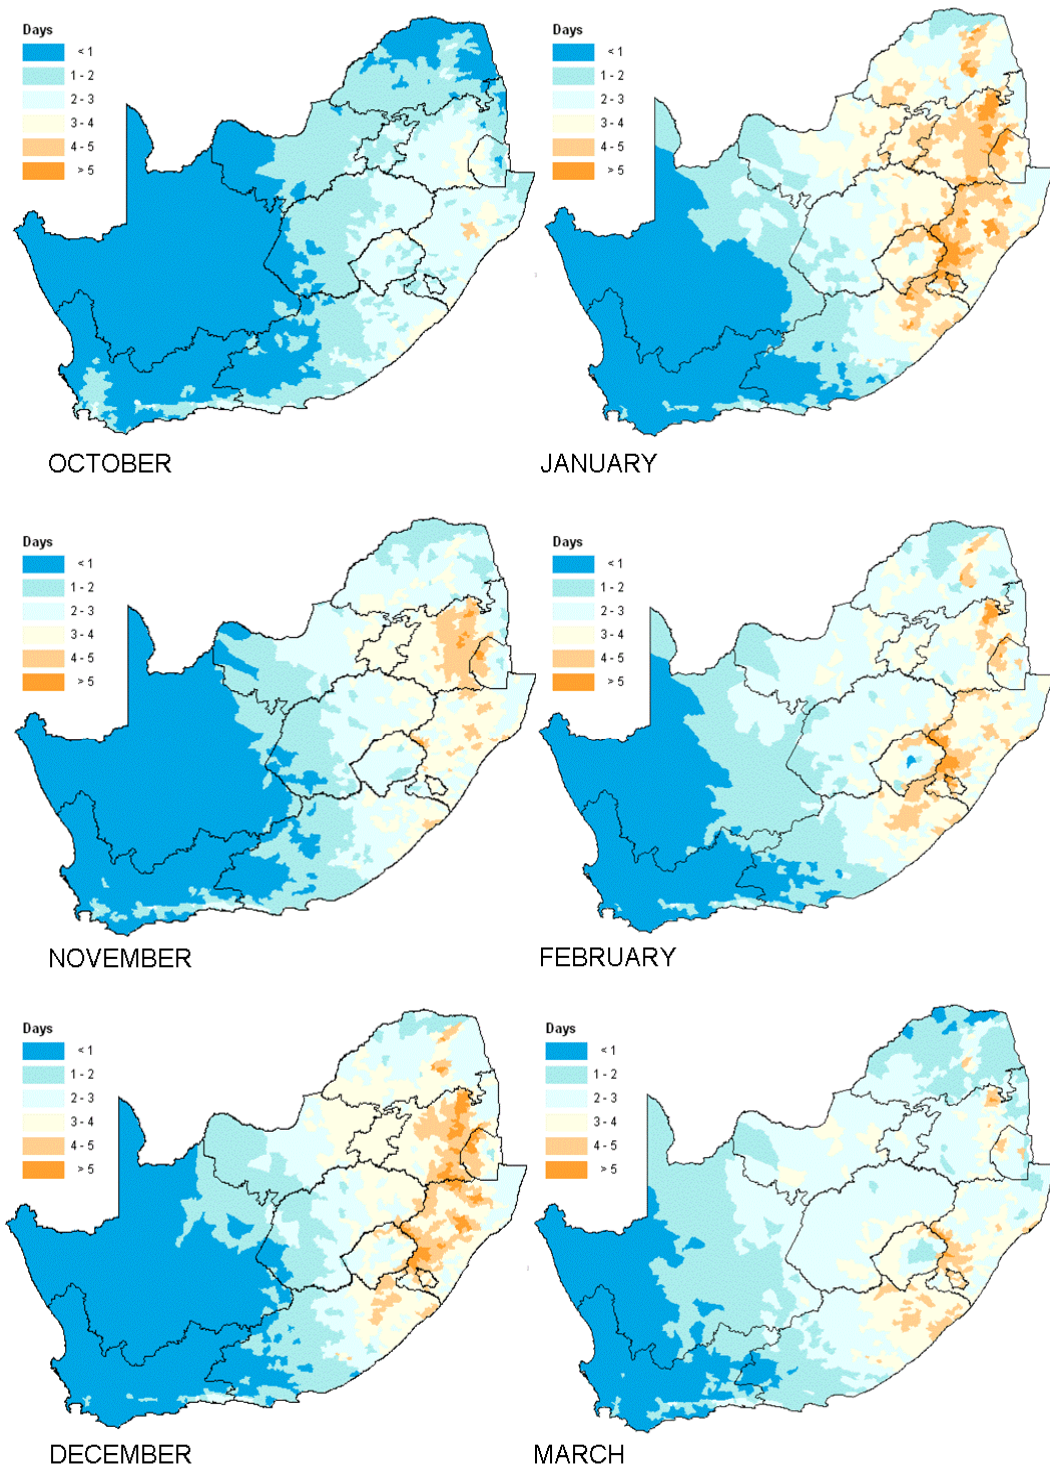 Days
< 1
1 - 2
2 - 3
3 - 4
4 - 5
> 5
OCTOBER
Days
< 1
1 - 2
2 - 3
3 - 4
4 - 5
> 5
JANUARY
Days
< 1
1 - 2
2 - 3
3 - 4
4 - 5
> 5
NOVEMBER
Days
< 1
1 - 2
2 - 3
3 - 4
4 - 5
> 5
FEBRUARY
Days
< 1
1 - 2
2 - 3
3 - 4
4 - 5
> 5
DECEMBER
Days
< 1
1 - 2
2 - 3
3 - 4
4 - 5
> 5
MARCH